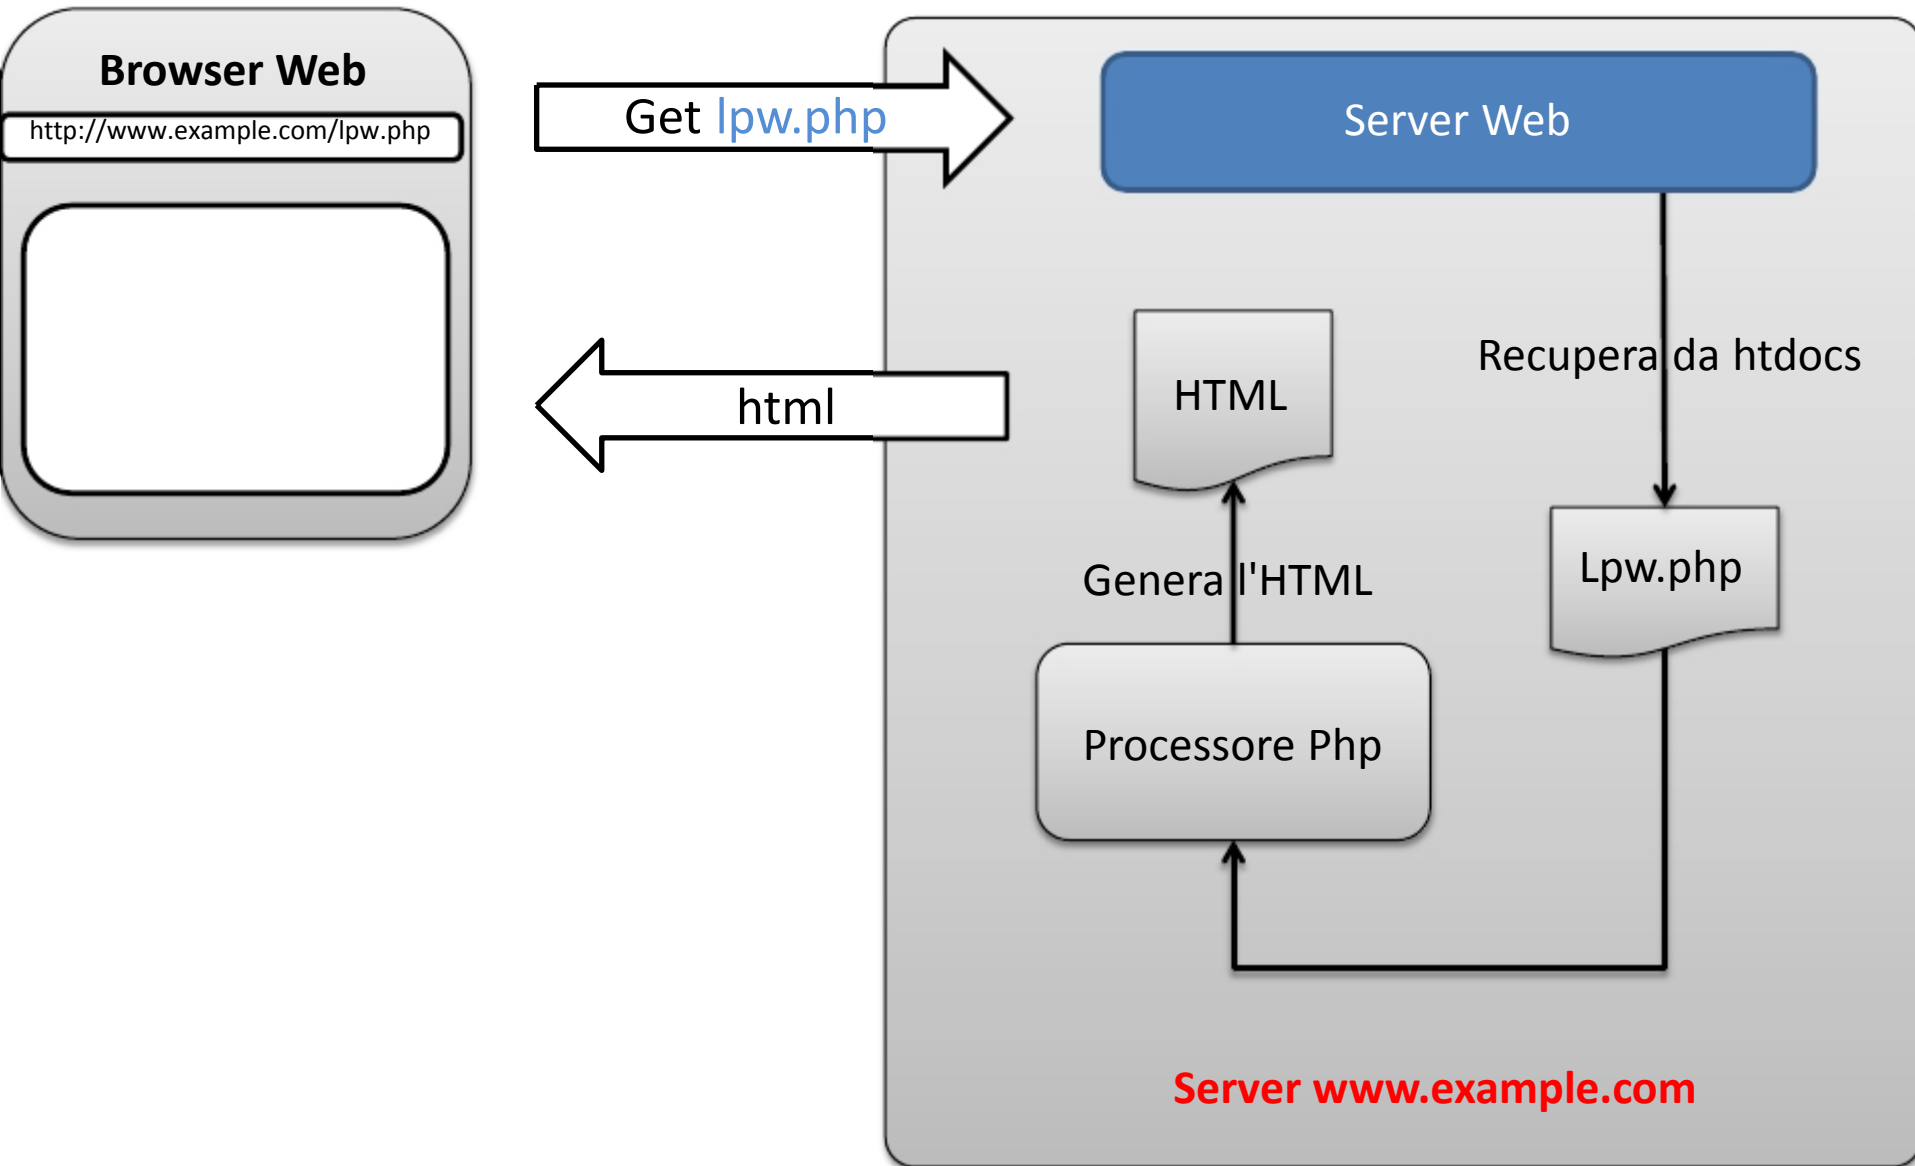 Browser Web
http://www.example.com/lpw.php
Get lpw.php
Server Web
html
HTML
Recupera da htdocs
Genera l'HTML
Lpw.php
Processore Php
Server www.example.com